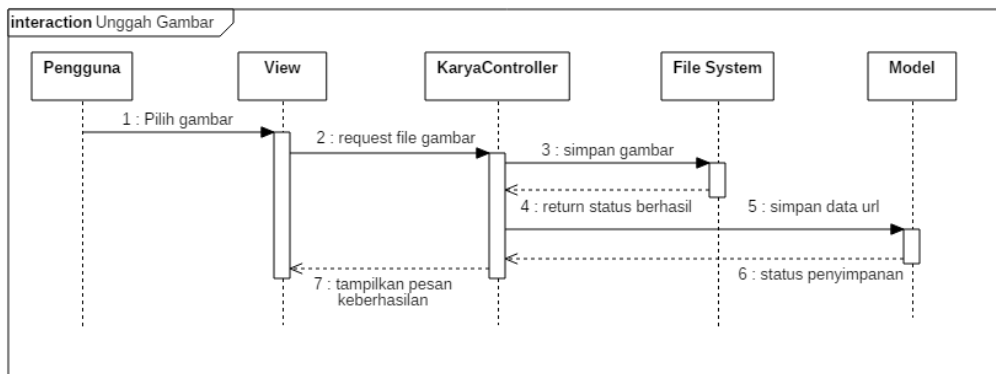 interaction Unggah Gambar
Pengguna
View
KaryaController
File System
Model
1 : Pilih gambar
2 : request file gambar
3 : simpan gambar
4 : return status berhasil
5 : simpan data url
6 : status penyimpanan
7 : tampilkan pesan
keberhasilan